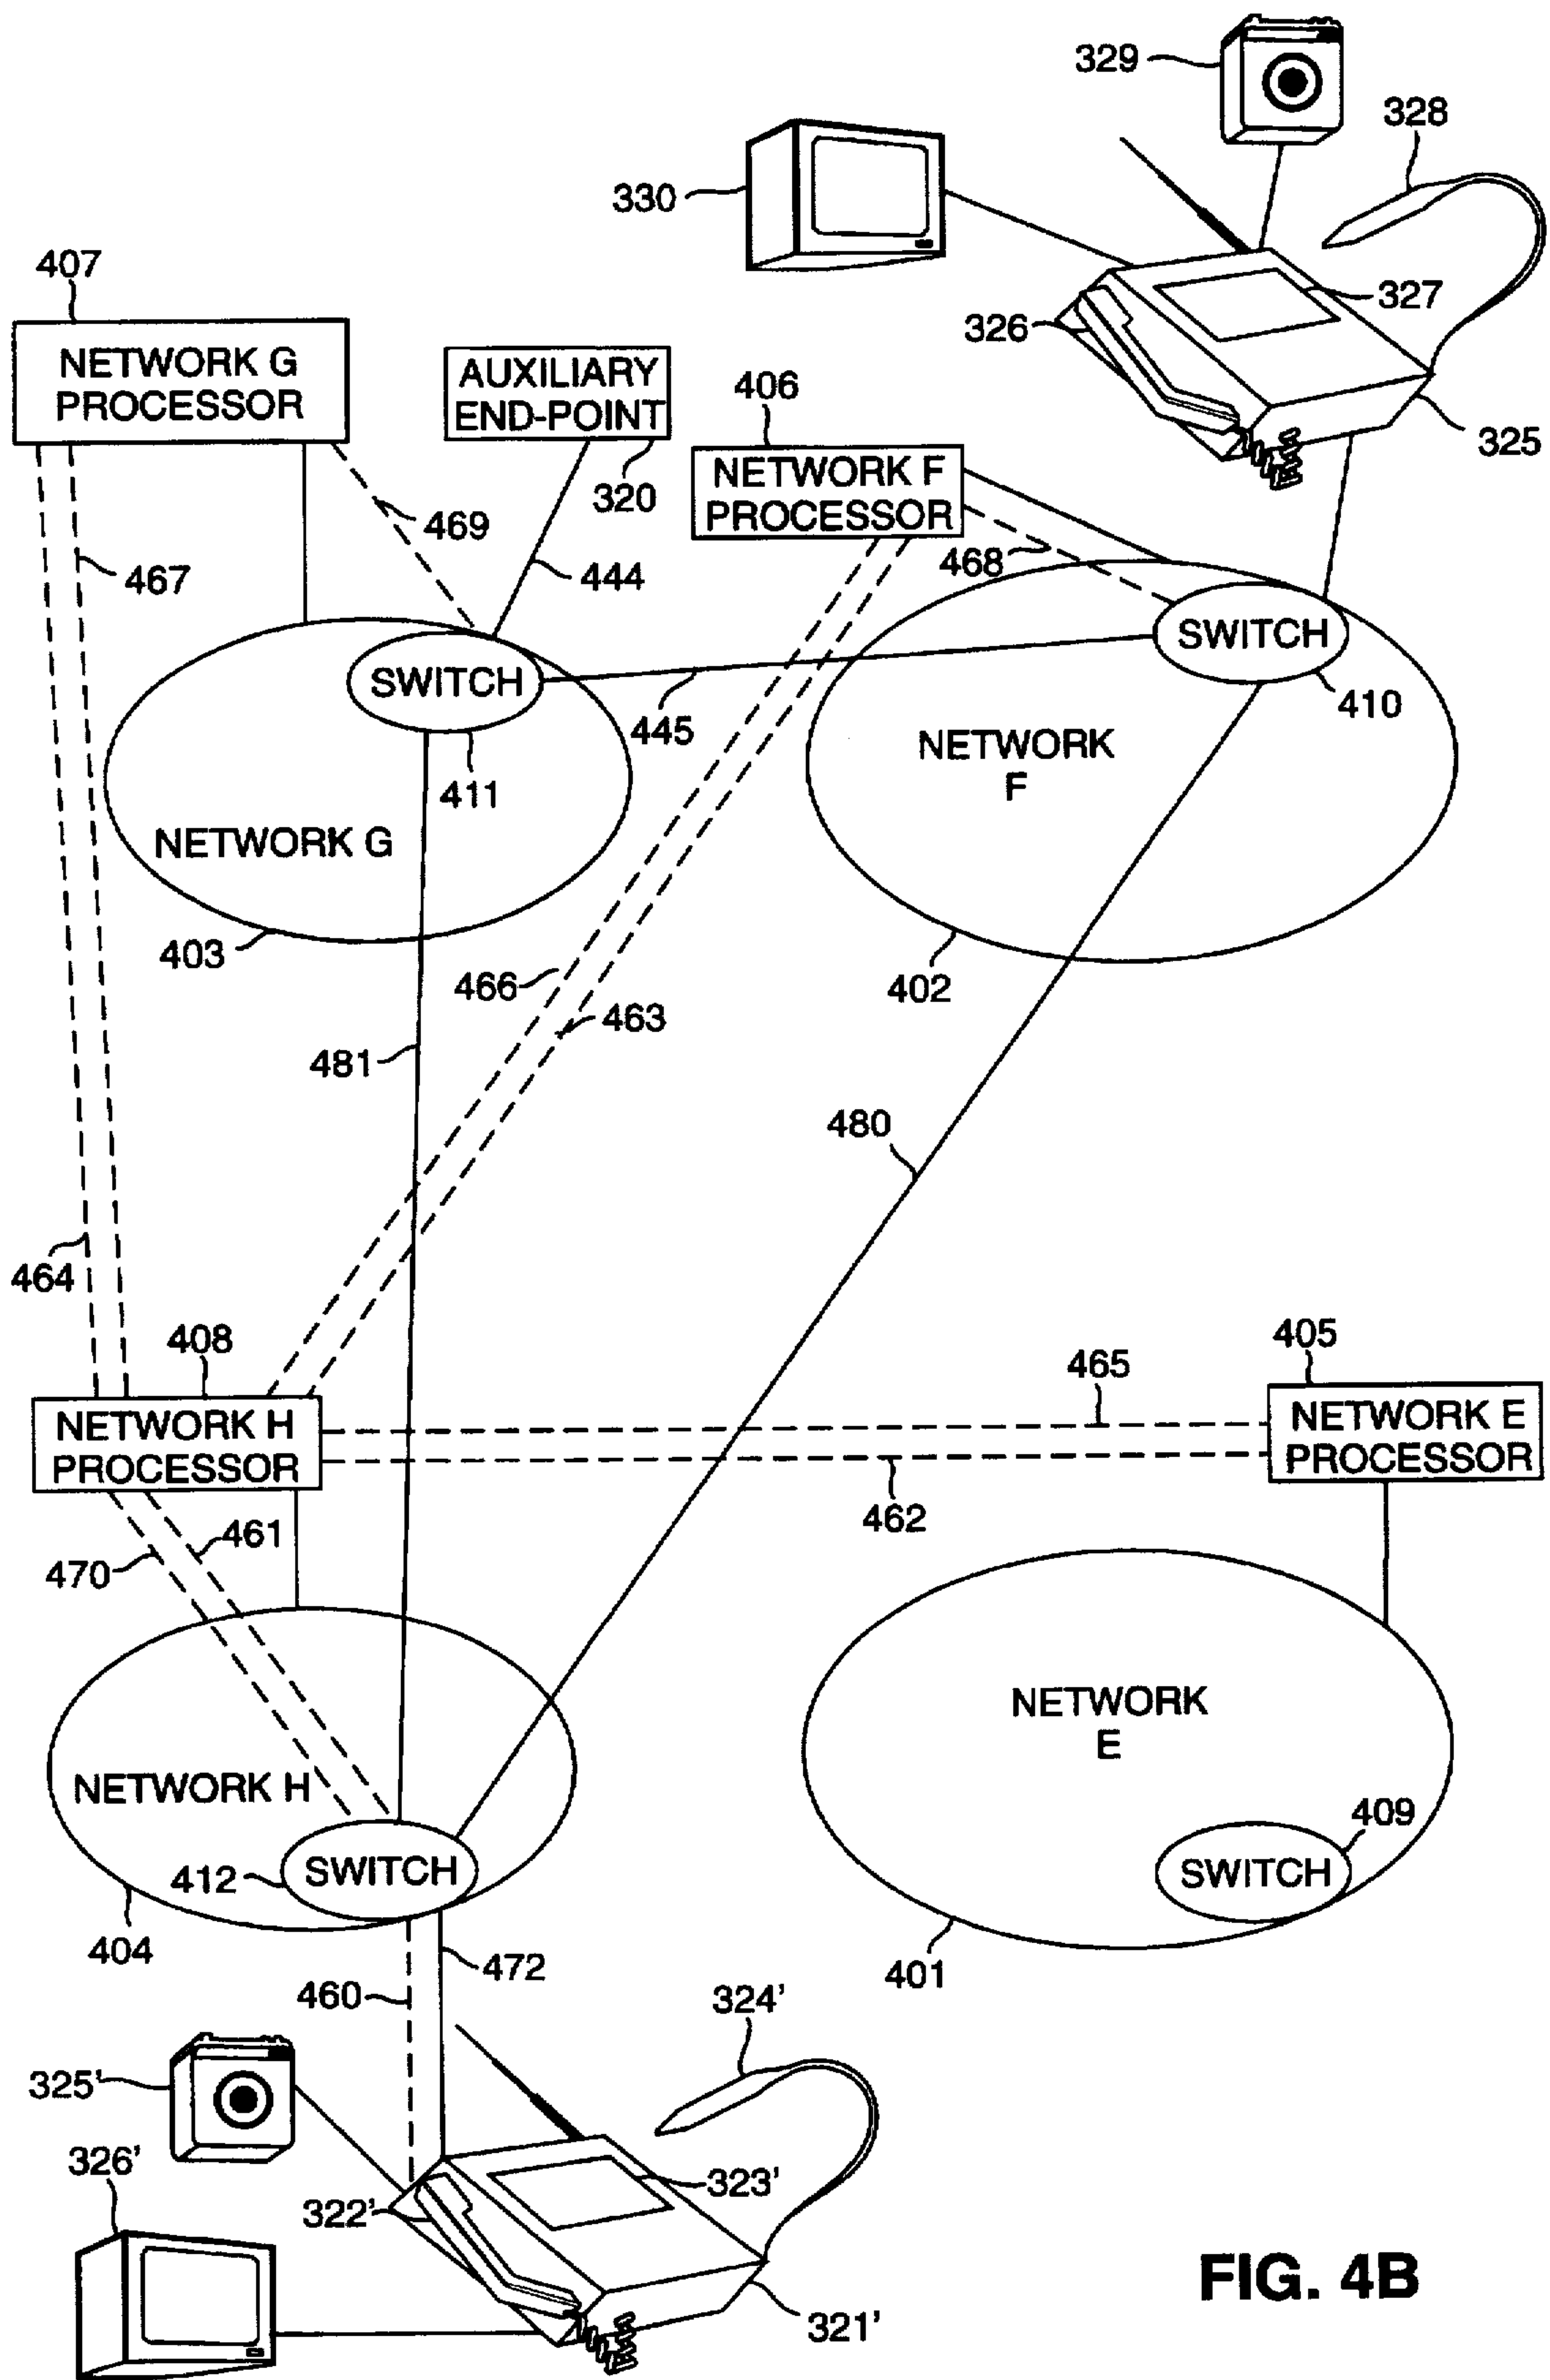 329
328
330
407
327
326
NETWORK G
PROCESSOR
AUXILIARY
END-POINT
406
325
NETWORK F
PROCESSOR
320
469
468
467
444
SWITCH
SWITCH
410
445
NETWORK
F
411
NETWORK G
403
402
466
463
481
480
464
408
405
465
NETWORK H
PROCESSOR
NETWORK E
PROCESSOR
462
461
470
NETWORK
E
NETWORK H
409
SWITCH
412
SWITCH
404
401
472
460
324'
325'
326'
323'
322'
321'
FIG. 4B